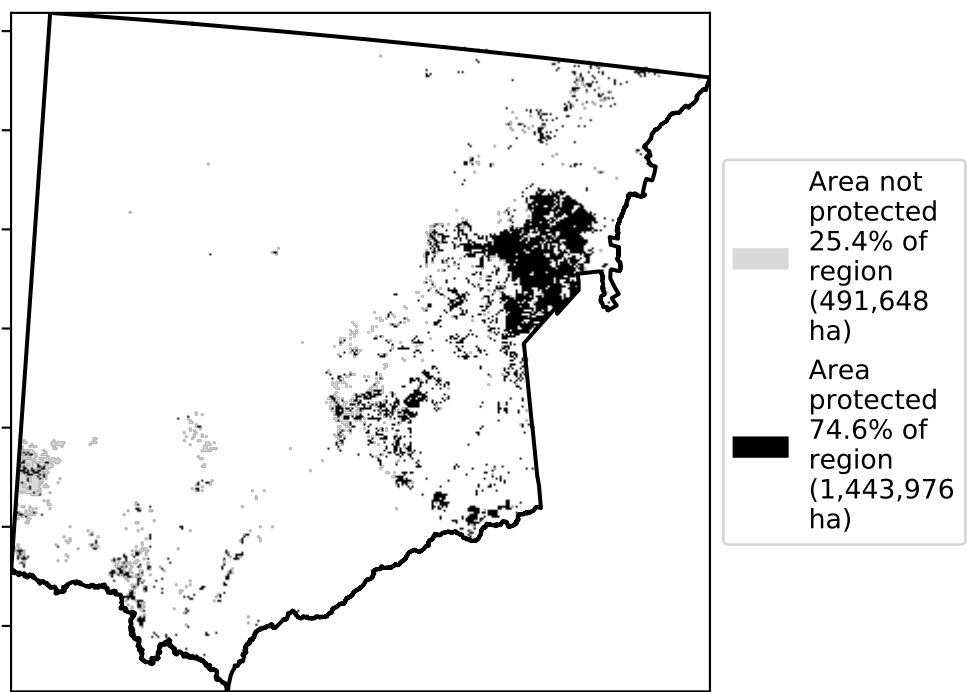 Area not
protected
25.4% of
region
(491,648
ha)
Area
protected
74.6% of
region
(1,443,976
ha)